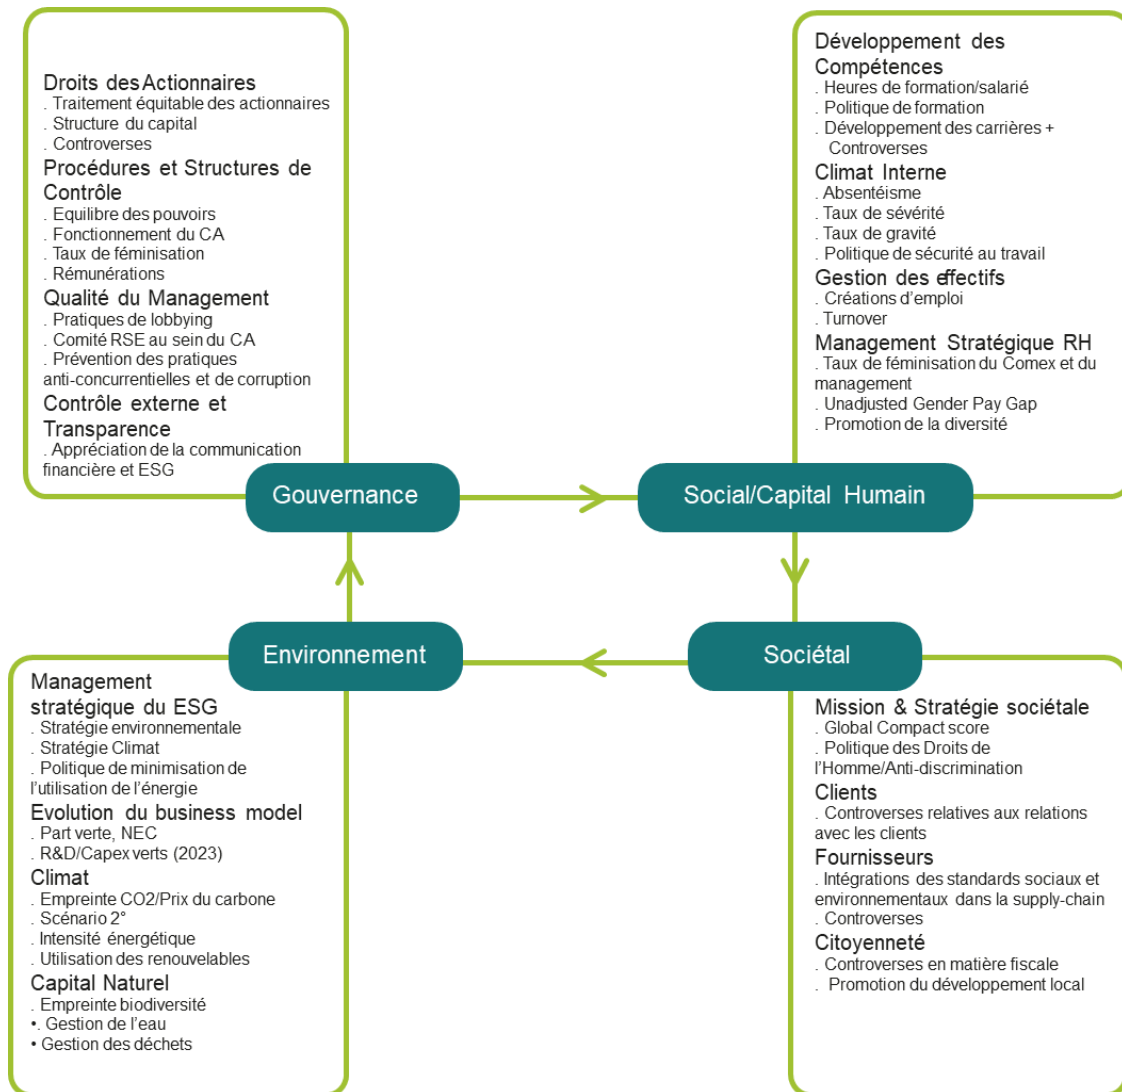 Droits des Actionnaires
. Traitement équitable des actionnaires
. Structure du capital
. Controverses
Procédures et Structures de
Contrôle
. Equilibre des pouvoirs
. Fonctionnement du CA
. Taux de féminisation
. Rémunérations
Qualité du Management
. Pratiques de lobbying
. Comité RSE au sein du CA
. Prévention des pratiques
anti-concurrentielles et de corruption
Contrôle externe et
Transparence
. Appréciation de la communication
financière et ESG
Gouvernance
Développement des
Compétences
. Heures de formation/salarié
. Politique de formation
. Développement des carrières +
Controverses
Climat Interne
. Absentéisme
. Taux de sévérité
. Taux de gravité
. Politique de sécurité au travail
Gestion des effectifs
. Créations d’emploi
. Turnover
Management Stratégique RH
. Taux de féminisation du Comex et du
management
. Unadjusted Gender Pay Gap
. Promotion de la diversité
Social/Capital Humain
Environnement
Management
stratégique du ESG
. Stratégie environnementale
. Stratégie Climat
. Politique de minimisation de
l’utilisation de l’énergie
Evolution du business model
. Part verte, NEC
. R&D/Capex verts (2023)
Climat
. Empreinte CO2/Prix du carbone
. Scénario 2°
. Intensité énergétique
. Utilisation des renouvelables
Capital Naturel
. Empreinte biodiversité
•. Gestion de l’eau
• Gestion des déchets
Sociétal
Mission & Stratégie sociétale
. Global Compact score
. Politique des Droits de
l’Homme/Anti-discrimination
Clients
. Controverses relatives aux relations
avec les clients
Fournisseurs
. Intégrations des standards sociaux et
environnementaux dans la supply-chain
. Controverses
Citoyenneté
. Controverses en matière fiscale
. Promotion du développement local